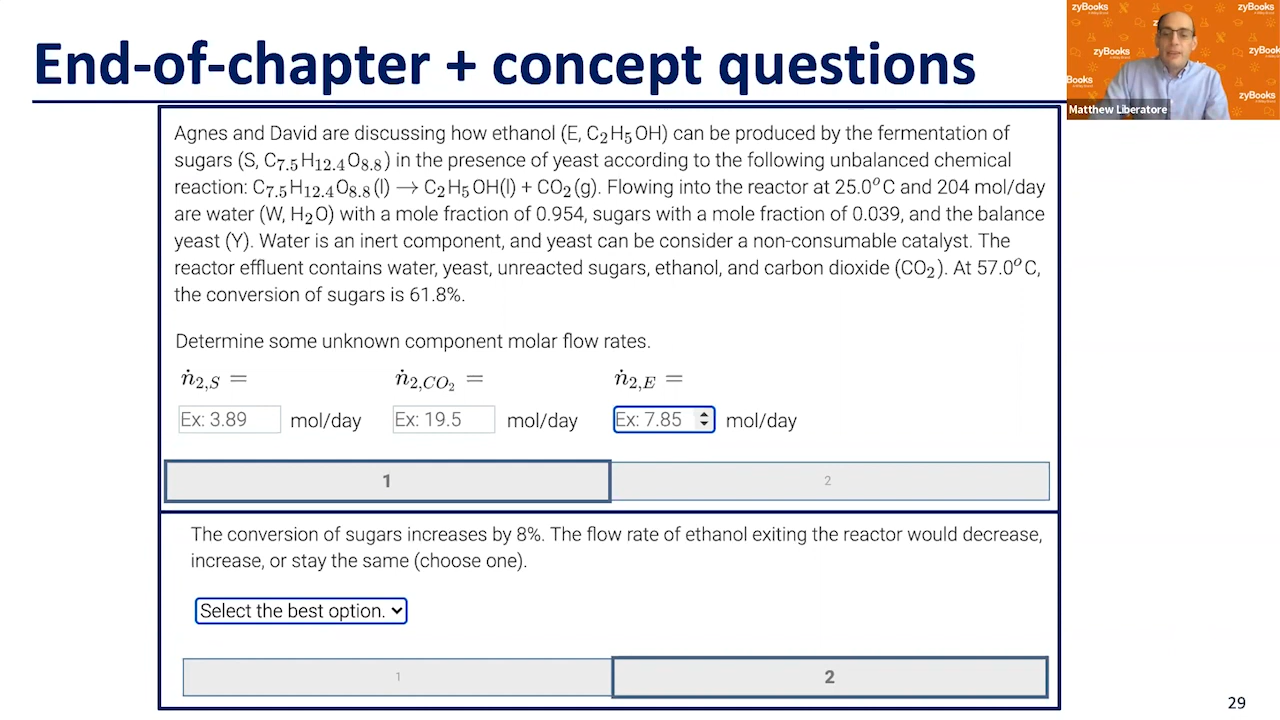 End-of-chapter + concept questions
zyBooks
zyBooks
zyBooks
zyBook
Books
zyBooks
Matthew Liberatore
Agnes and David are discussing how ethanol (E, C₂H₅OH) can be produced by the fermentation of
sugars (S, C₇.₅H₁₂.₄O₈.₈) in the presence of yeast according to the following unbalanced chemical
reaction: C₇.₅H₁₂.₄O₈.₈(l) → C₂H₅OH(l) + CO₂(g). Flowing into the reactor at 25.0°C and 204 mol/day
are water (W, H₂O) with a mole fraction of 0.954, sugars with a mole fraction of 0.039, and the balance
yeast (Y). Water is an inert component, and yeast can be consider a non-consumable catalyst. The
reactor effluent contains water, yeast, unreacted sugars, ethanol, and carbon dioxide (CO₂). At 57.0°C,
the conversion of sugars is 61.8%.
Determine some unknown component molar flow rates.
ṅ₂,S = ṅ₂,CO₂ = ṅ₂,E =
Ex: 3.89 mol/day Ex: 19.5 mol/day Ex: 7.85 mol/day
1 2
The conversion of sugars increases by 8%. The flow rate of ethanol exiting the reactor would decrease,
increase, or stay the same (choose one).
Select the best option.
1 2
29